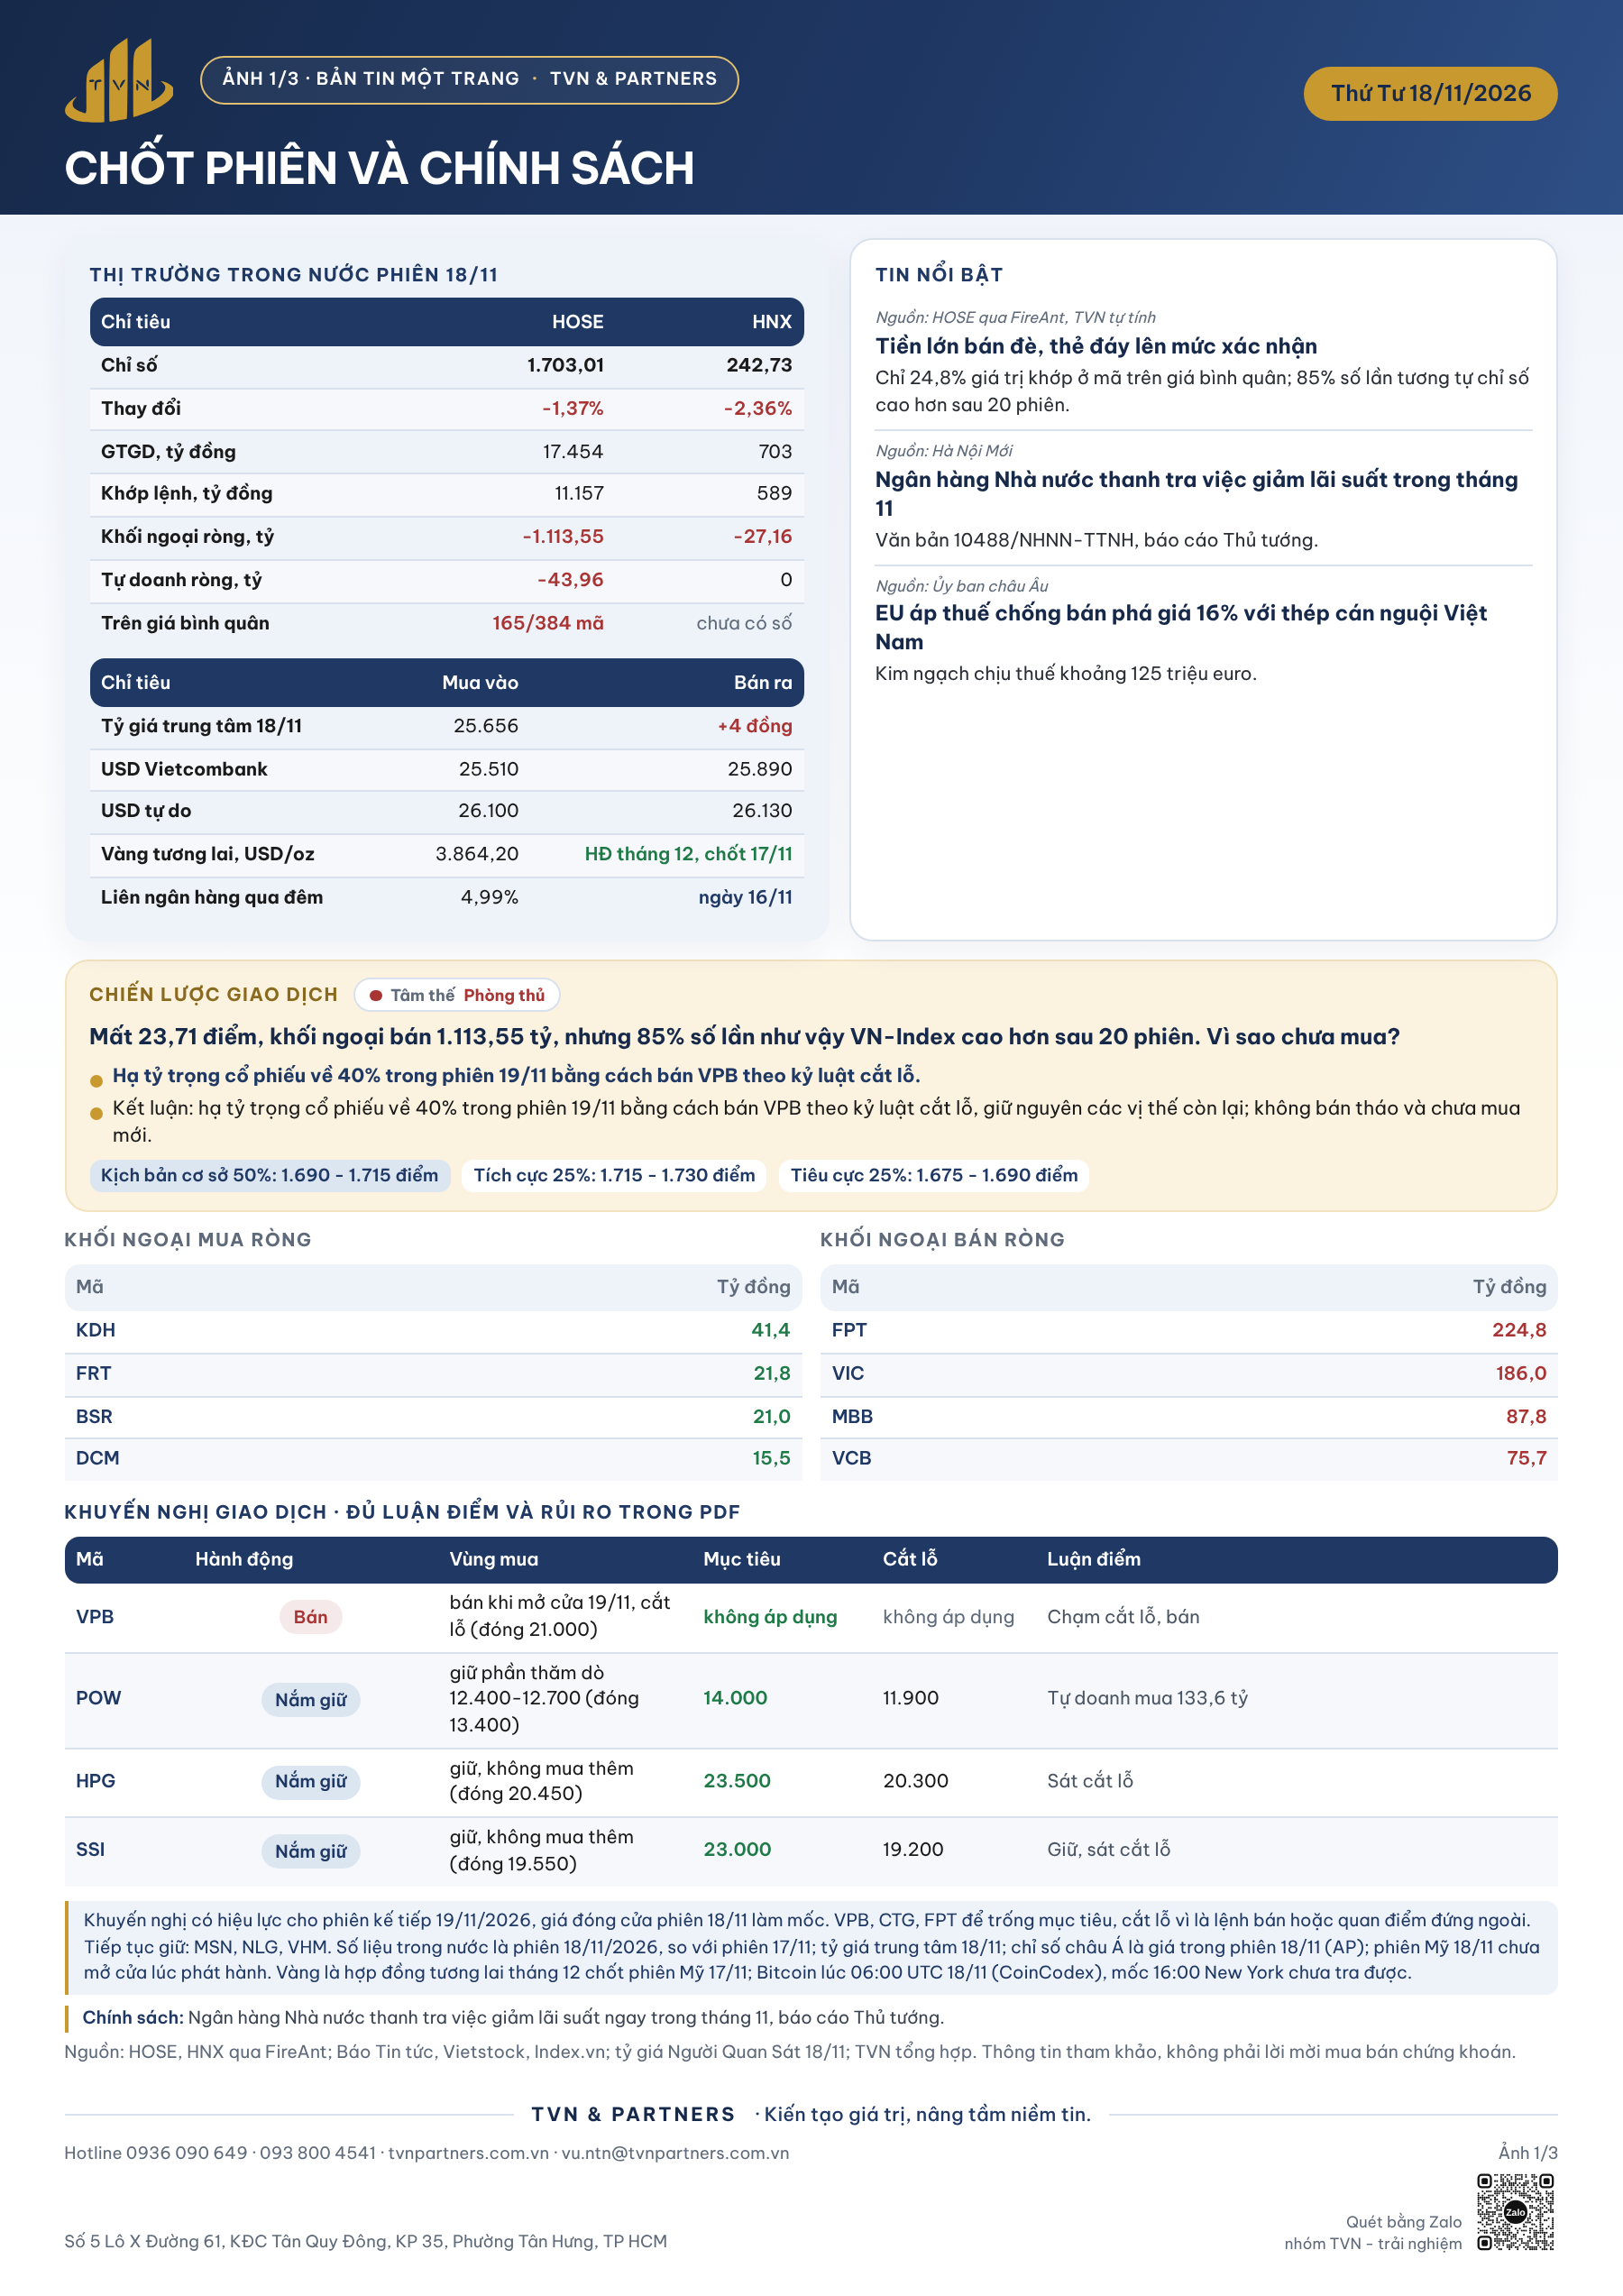 TVN
ẢNH 1/3 · BẢN TIN MỘT TRANG · TVN & PARTNERS
Thứ Tư 18/11/2026
CHỐT PHIÊN VÀ CHÍNH SÁCH
THỊ TRƯỜNG TRONG NƯỚC PHIÊN 18/11
Chỉ tiêu HOSE HNX
Chỉ số 1.703,01 242,73
Thay đổi -1,37% -2,36%
GTGD, tỷ đồng 17.454 703
Khớp lệnh, tỷ đồng 11.157 589
Khối ngoại ròng, tỷ -1.113,55 -27,16
Tự doanh ròng, tỷ -43,96 0
Trên giá bình quân 165/384 mã chưa có số
Chỉ tiêu Mua vào Bán ra
Tỷ giá trung tâm 18/11 25.656 +4 đồng
USD Vietcombank 25.510 25.890
USD tự do 26.100 26.130
Vàng tương lai, USD/oz 3.864,20 HĐ tháng 12, chốt 17/11
Liên ngân hàng qua đêm 4,99% ngày 16/11
TIN NỔI BẬT
Nguồn: HOSE qua FireAnt, TVN tự tính
Tiền lớn bán đè, thẻ đáy lên mức xác nhận
Chỉ 24,8% giá trị khớp ở mã trên giá bình quân; 85% số lần tương tự chỉ số
cao hơn sau 20 phiên.
Nguồn: Hà Nội Mới
Ngân hàng Nhà nước thanh tra việc giảm lãi suất trong tháng
11
Văn bản 10488/NHNN-TTNH, báo cáo Thủ tướng.
Nguồn: Ủy ban châu Âu
EU áp thuế chống bán phá giá 16% với thép cán nguội Việt
Nam
Kim ngạch chịu thuế khoảng 125 triệu euro.
CHIẾN LƯỢC GIAO DỊCH Tâm thế Phòng thủ
Mất 23,71 điểm, khối ngoại bán 1.113,55 tỷ, nhưng 85% số lần như vậy VN-Index cao hơn sau 20 phiên. Vì sao chưa mua?
Hạ tỷ trọng cổ phiếu về 40% trong phiên 19/11 bằng cách bán VPB theo kỷ luật cắt lỗ.
Kết luận: hạ tỷ trọng cổ phiếu về 40% trong phiên 19/11 bằng cách bán VPB theo kỷ luật cắt lỗ, giữ nguyên các vị thế còn lại; không bán tháo và chưa mua
mới.
Kịch bản cơ sở 50%: 1.690 - 1.715 điểm Tích cực 25%: 1.715 - 1.730 điểm Tiêu cực 25%: 1.675 - 1.690 điểm
KHỐI NGOẠI MUA RÒNG
Mã Tỷ đồng
KDH 41,4
FRT 21,8
BSR 21,0
DCM 15,5
KHỐI NGOẠI BÁN RÒNG
Mã Tỷ đồng
FPT 224,8
VIC 186,0
MBB 87,8
VCB 75,7
KHUYẾN NGHỊ GIAO DỊCH · ĐỦ LUẬN ĐIỂM VÀ RỦI RO TRONG PDF
Mã Hành động Vùng mua Mục tiêu Cắt lỗ Luận điểm
VPB Bán bán khi mở cửa 19/11, cắt
lỗ (đóng 21.000) không áp dụng không áp dụng Chạm cắt lỗ, bán
POW Nắm giữ giữ phần thăm dò
12.400-12.700 (đóng
13.400) 14.000 11.900 Tự doanh mua 133,6 tỷ
HPG Nắm giữ giữ, không mua thêm
(đóng 20.450) 23.500 20.300 Sát cắt lỗ
SSI Nắm giữ giữ, không mua thêm
(đóng 19.550) 23.000 19.200 Giữ, sát cắt lỗ
Khuyến nghị có hiệu lực cho phiên kế tiếp 19/11/2026, giá đóng cửa phiên 18/11 làm mốc. VPB, CTG, FPT để trống mục tiêu, cắt lỗ vì là lệnh bán hoặc quan điểm đứng ngoài.
Tiếp tục giữ: MSN, NLG, VHM. Số liệu trong nước là phiên 18/11/2026, so với phiên 17/11; tỷ giá trung tâm 18/11; chỉ số châu Á là giá trong phiên 18/11 (AP); phiên Mỹ 18/11 chưa
mở cửa lúc phát hành. Vàng là hợp đồng tương lai tháng 12 chốt phiên Mỹ 17/11; Bitcoin lúc 06:00 UTC 18/11 (CoinCodex), mốc 16:00 New York chưa tra được.
Chính sách: Ngân hàng Nhà nước thanh tra việc giảm lãi suất ngay trong tháng 11, báo cáo Thủ tướng.
Nguồn: HOSE, HNX qua FireAnt; Báo Tin tức, Vietstock, Index.vn; tỷ giá Người Quan Sát 18/11; TVN tổng hợp. Thông tin tham khảo, không phải lời mời mua bán chứng khoán.
TVN & PARTNERS · Kiến tạo giá trị, nâng tầm niềm tin.
Hotline 0936 090 649 · 093 800 4541 · tvnpartners.com.vn · vu.ntn@tvnpartners.com.vn
Ảnh 1/3
Zalo
Quét bằng Zalo
nhóm TVN - trải nghiệm
Số 5 Lô X Đường 61, KĐC Tân Quy Đông, KP 35, Phường Tân Hưng, TP HCM